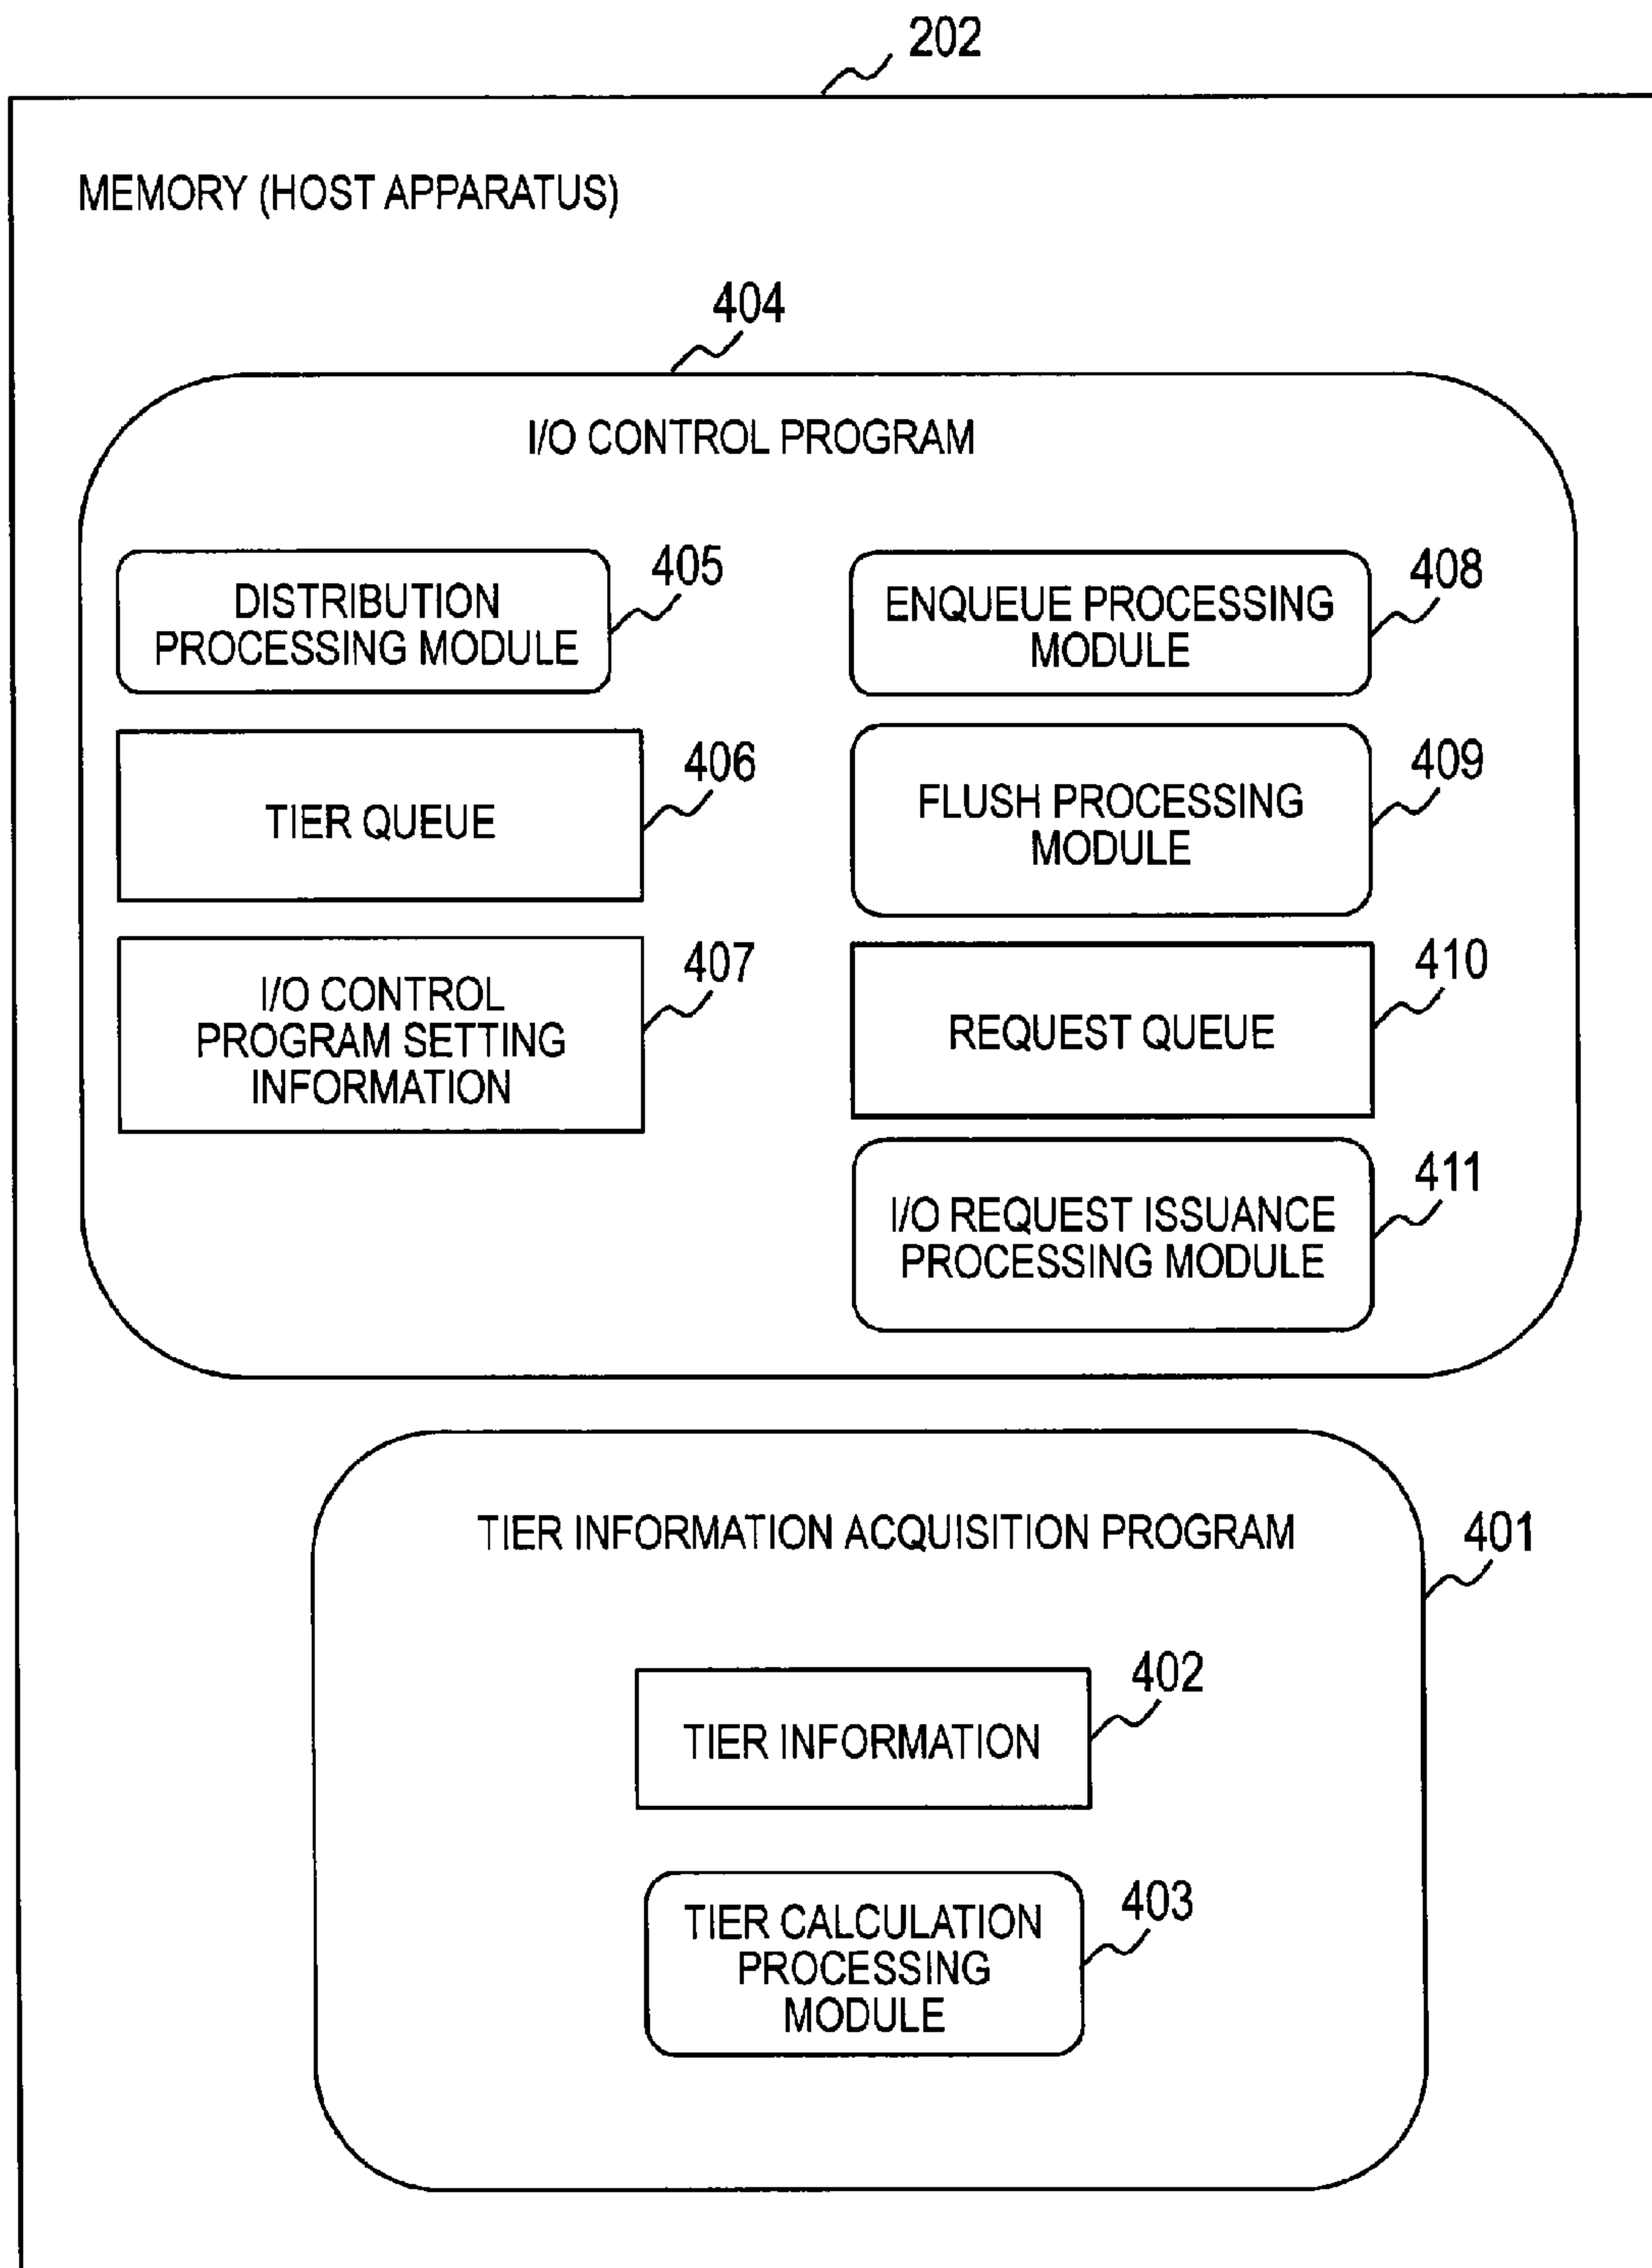 202
MEMORY (HOST APPARATUS)
404
I/O CONTROL PROGRAM
405
DISTRIBUTION
PROCESSING MODULE
406
TIER QUEUE
407
I/O CONTROL
PROGRAM SETTING
INFORMATION
408
ENQUEUE PROCESSING
MODULE
409
FLUSH PROCESSING
MODULE
410
REQUEST QUEUE
411
I/O REQUEST ISSUANCE
PROCESSING MODULE
TIER INFORMATION ACQUISITION PROGRAM
401
402
TIER INFORMATION
403
TIER CALCULATION
PROCESSING
MODULE